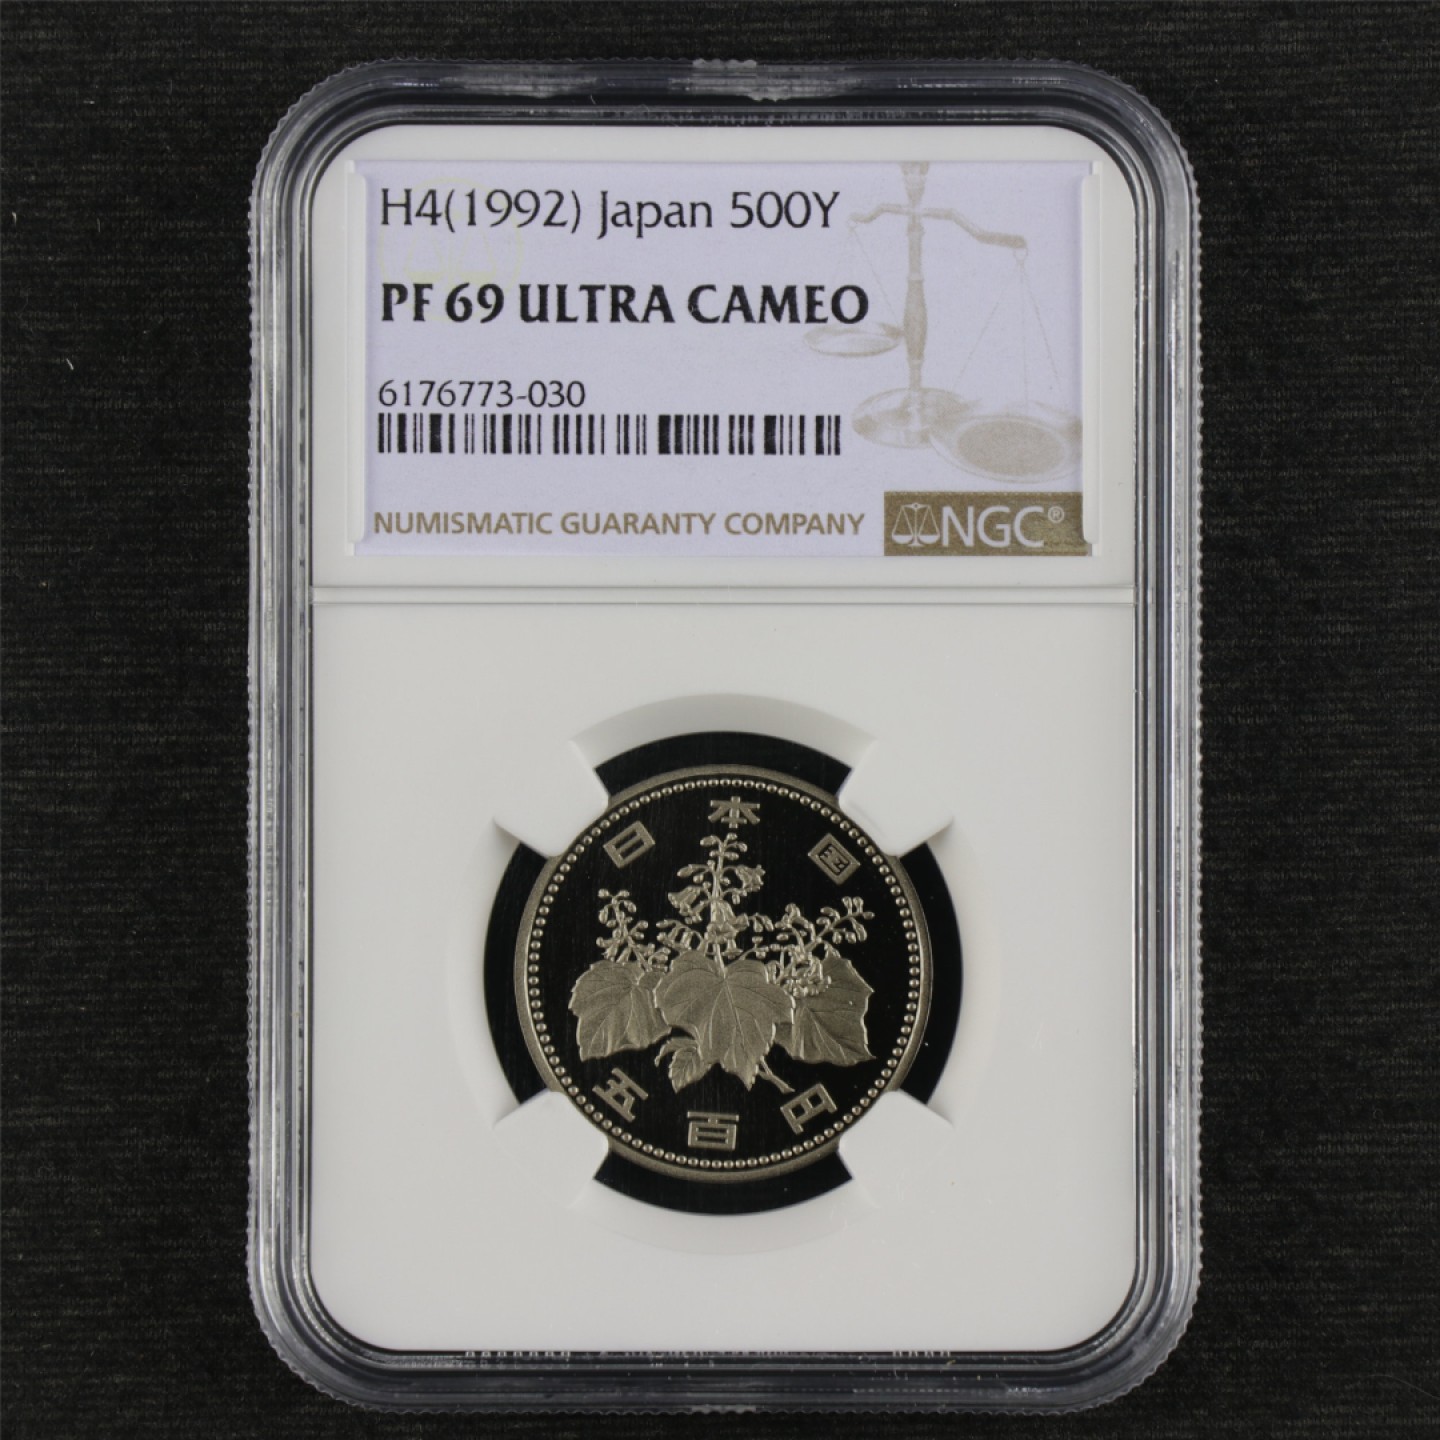 H4(1992) Japan 500Y
PF 69 ULTRA CAMEO
6176773-030
NUMISMATIC GUARANTY COMPANY NGC®
日本国
五百円